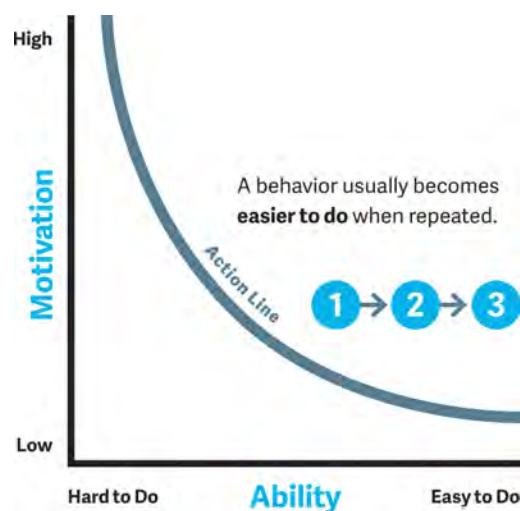 High
A behavior usually becomes
easier to do when repeated.
Motivation
Action Line
1 2 3
Low
Hard to Do Ability Easy to Do